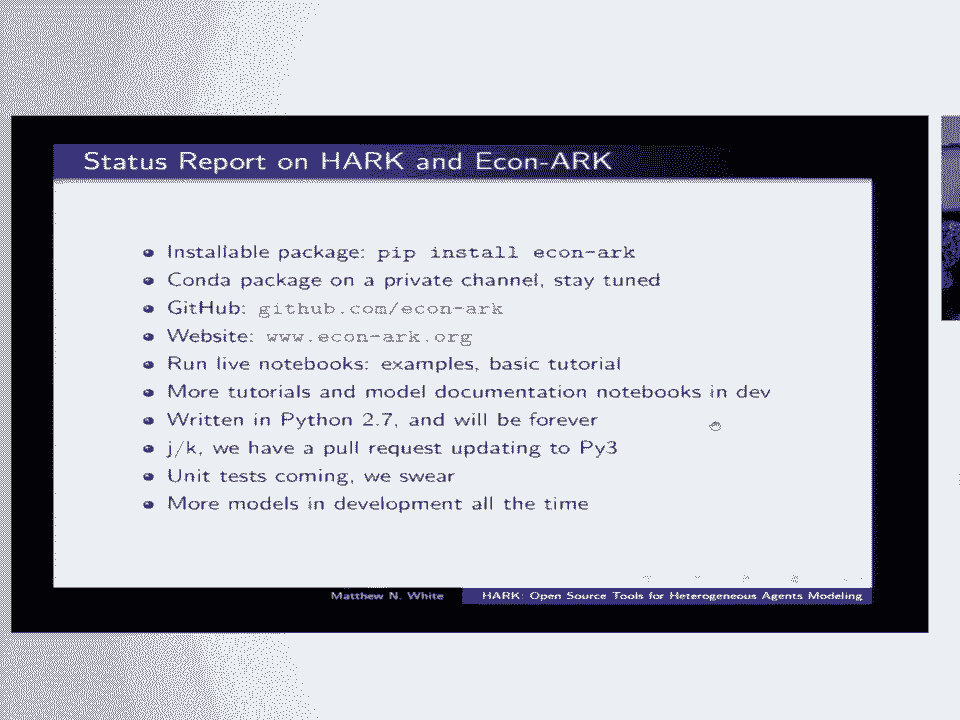 Status Report on HARK and Econ-ARK
Installable package: pip install econ-ark
Conda package on a private channel, stay tuned
GitHub: github.com/econ-ark
Website: www.econ-ark.org
Run live notebooks: examples, basic tutorial
More tutorials and model documentation notebooks in dev
Written in Python 2.7, and will be forever
j/k, we have a pull request updating to Py3
Unit tests coming, we swear
More models in development all the time
Matthew N. White
HARK: Open Source Tools for Heterogeneous Agents Modeling